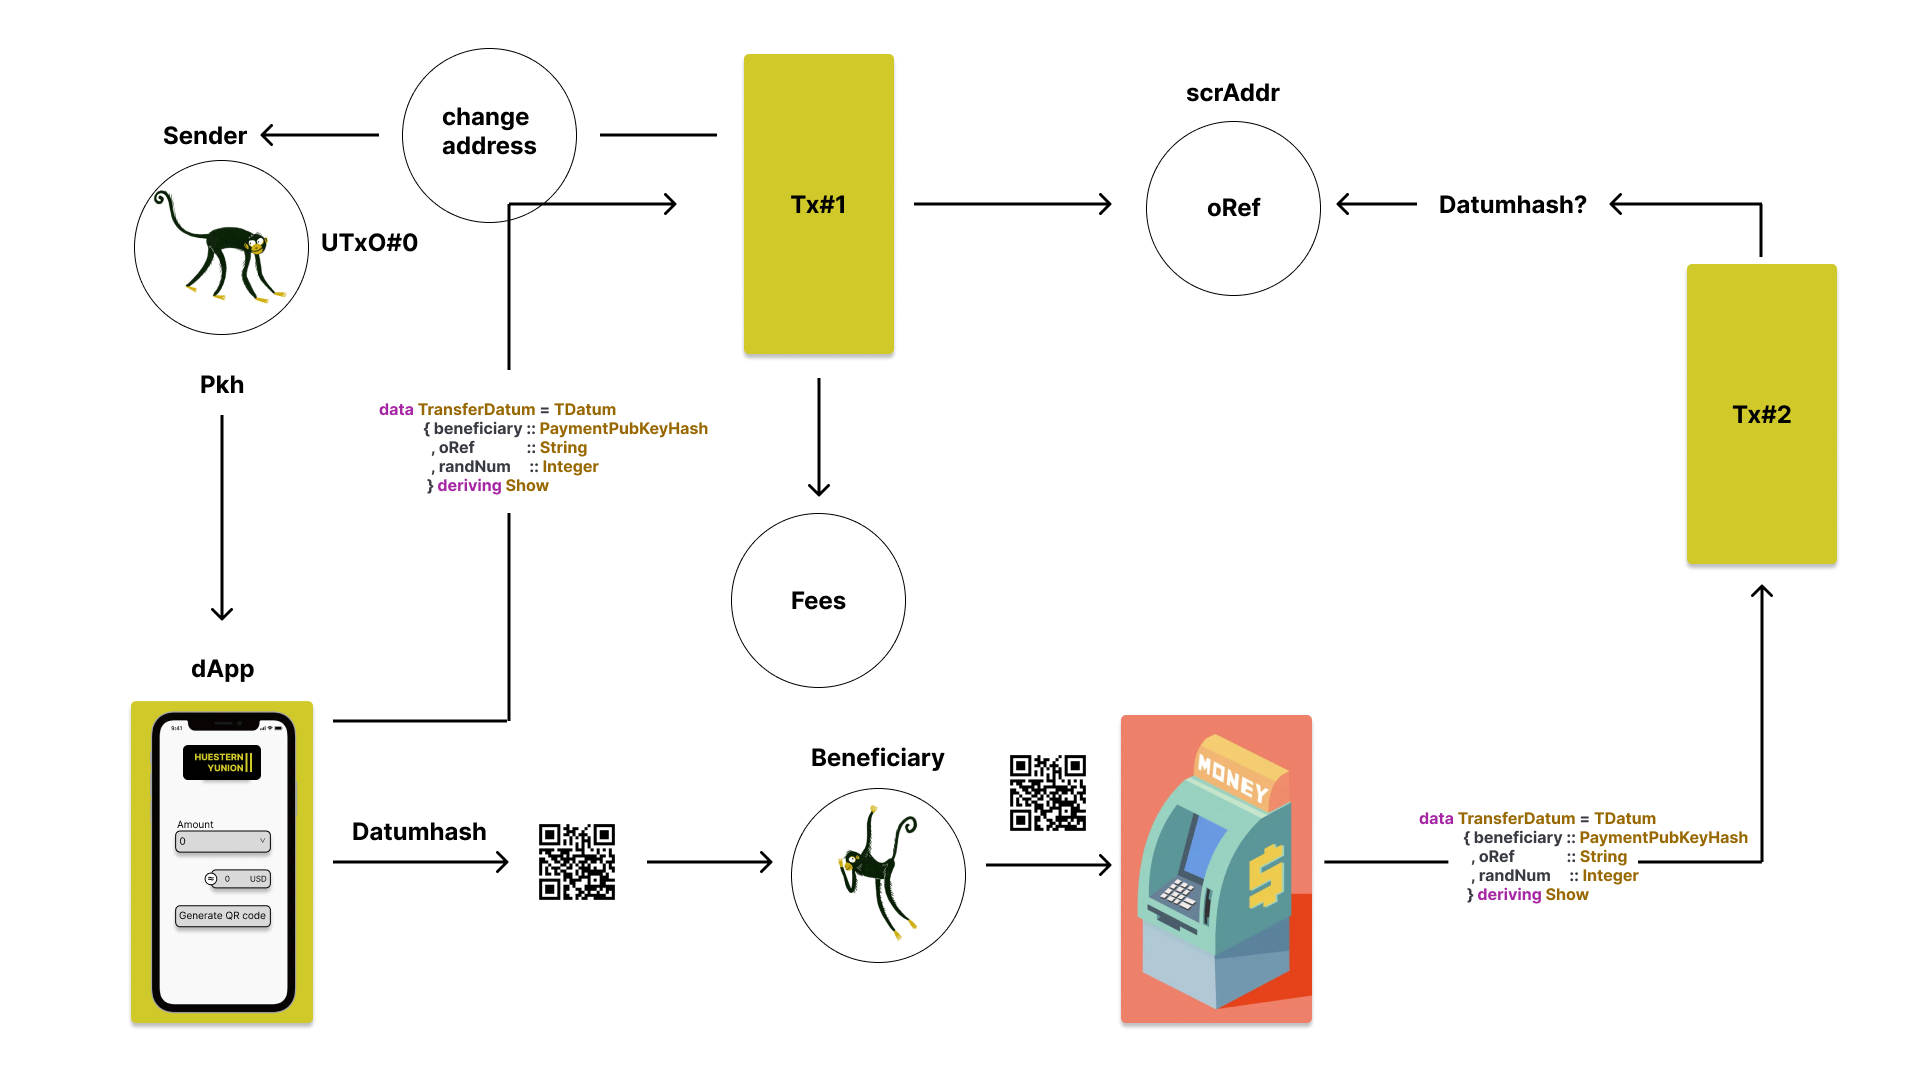 change
address
Sender
UTxO#0
Tx#1
scrAddr
oRef
Datumhash?
Pkh
data TransferDatum = TDatum
{ beneficiary :: PaymentPubKeyHash
, oRef :: String
, randNum :: Integer
} deriving Show
Tx#2
Fees
dApp
9:41
HUESTERN
YUNION
Amount
0 v
≈ 0 USD
Generate QR code
Datumhash
Beneficiary
MONEY
$
data TransferDatum = TDatum
{ beneficiary :: PaymentPubKeyHash
, oRef :: String
, randNum :: Integer
} deriving Show